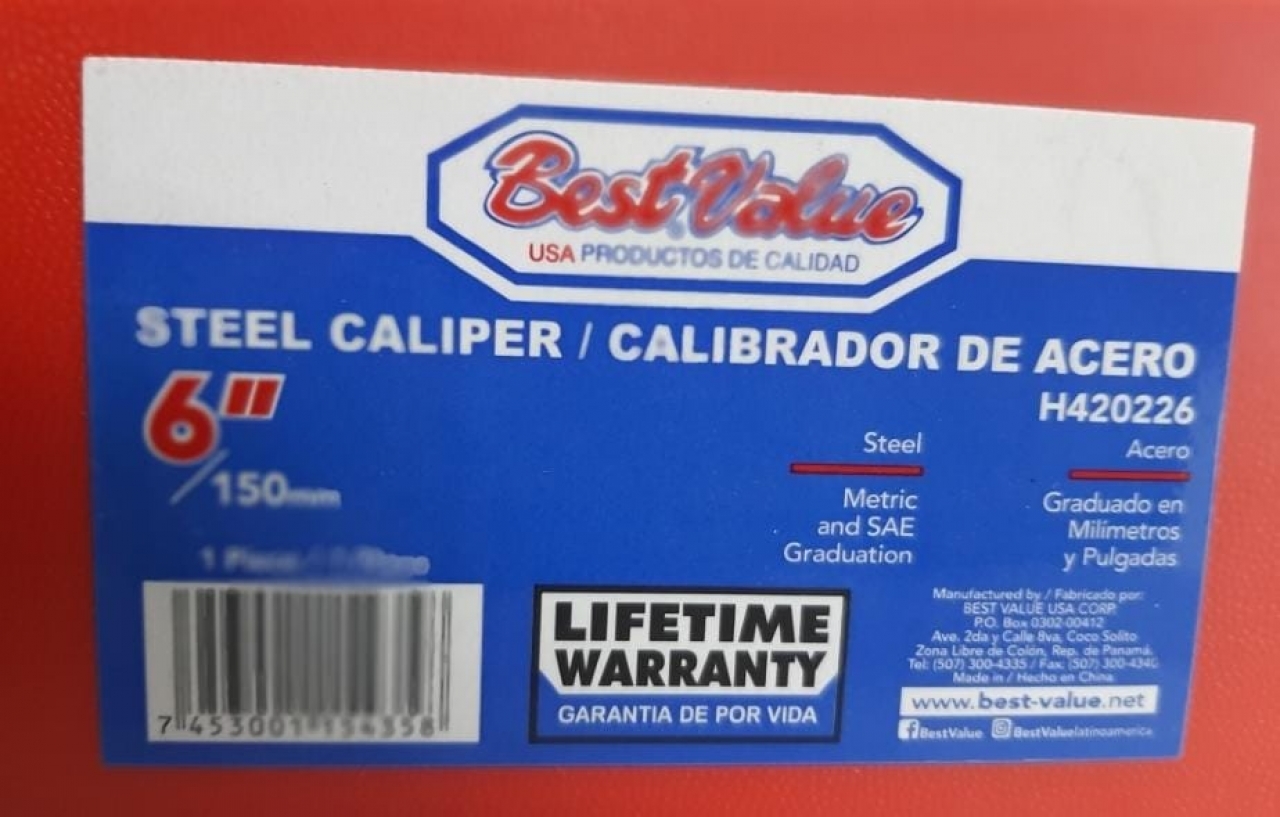 Best Value
USA PRODUCTOS DE CALIDAD
STEEL CALIPER / CALIBRADOR DE ACERO
6"
/150mm
H420226
Steel
Metric
and SAE
Graduation
Acero
Graduado en
Milímetros
y Pulgadas
1
LIFETIME
WARRANTY
GARANTIA DE POR VIDA
Manufactured by / Fabricado por:
BEST VALUE USA CORP.
P.O. Box 0302-00412
Ave. 2da y Calle 8va, Coco Solito
Zona Libre de Colón, Rep. de Panamá.
Tel: (507) 300-4335 / Fax: (507) 300-4340
Made in / Hecho en China
www.best-value.net
BestValue BestValuelatinoamerica